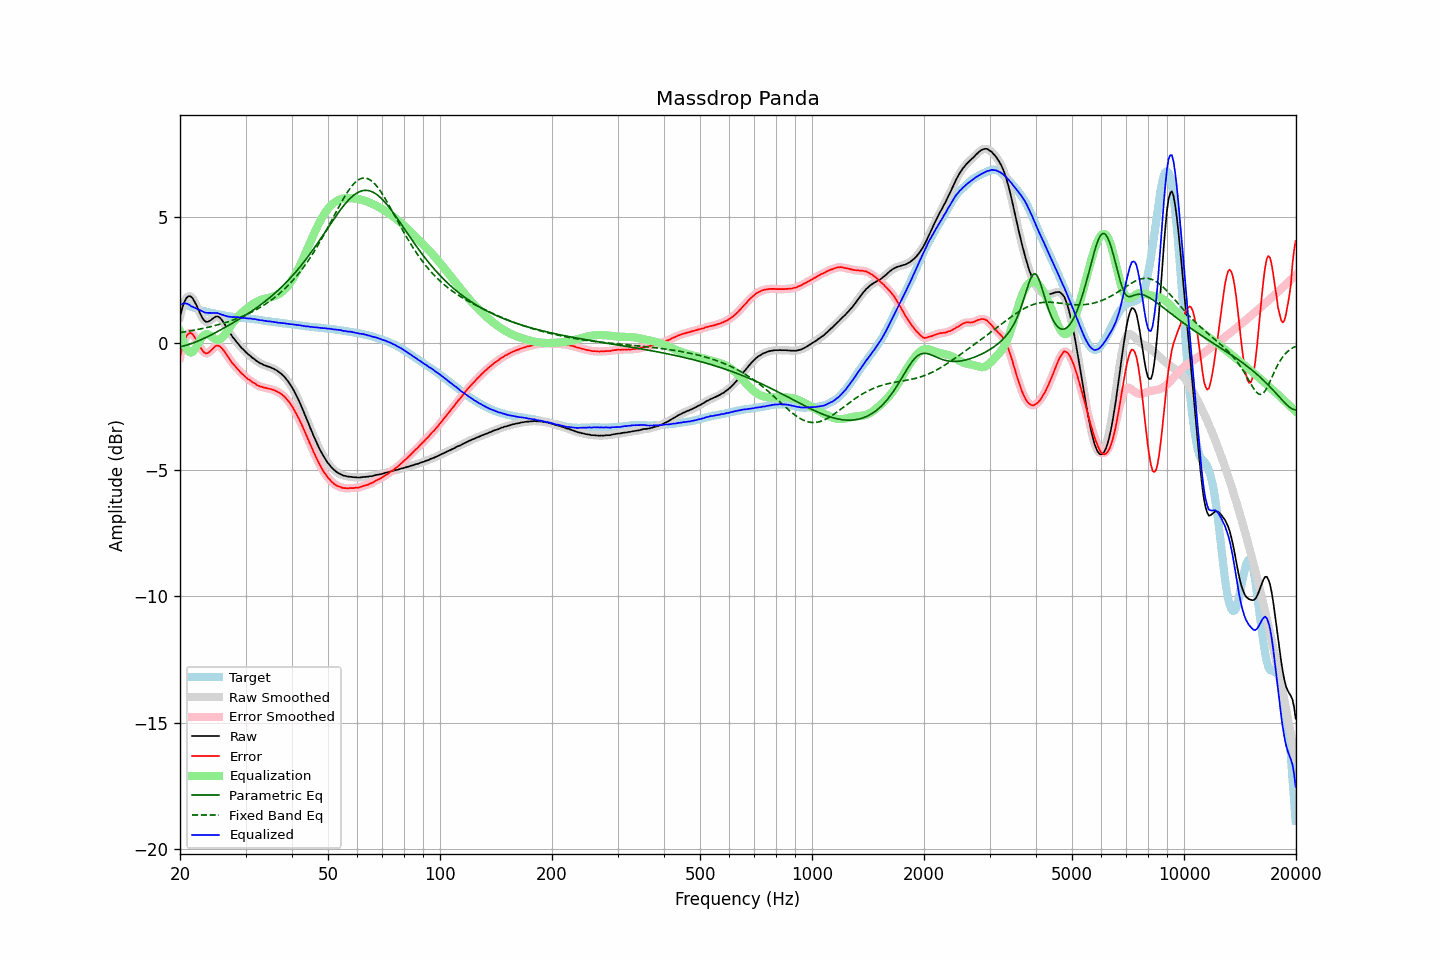 Massdrop Panda
Amplitude (dBr)
5
0
−5
−10
−15
−20
Target
Raw Smoothed
Error Smoothed
Raw
Error
Equalization
Parametric Eq
Fixed Band Eq
Equalized
20 50 100 200 500 1000 2000 5000 10000 20000
Frequency (Hz)